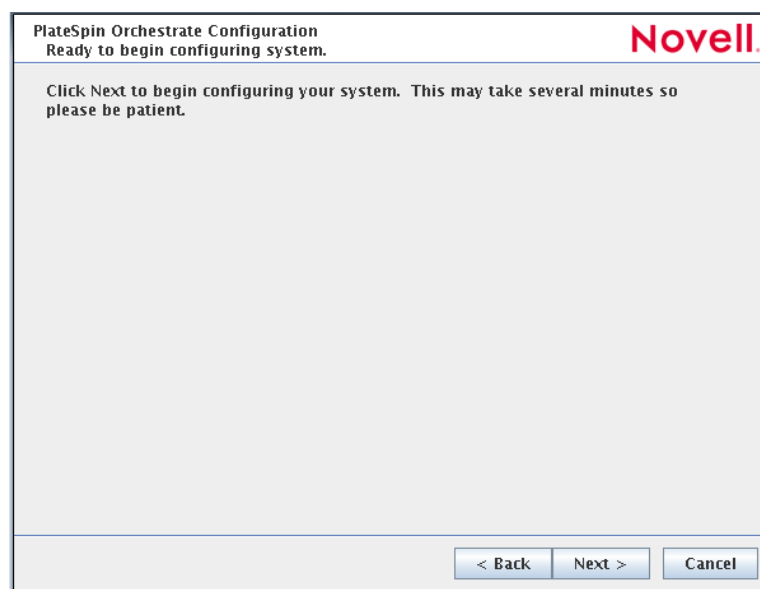 PlateSpin Orchestrate Configuration
Ready to begin configuring system.
Novell.
Click Next to begin configuring your system.  This may take several minutes so
please be patient.
< Back
Next >
Cancel